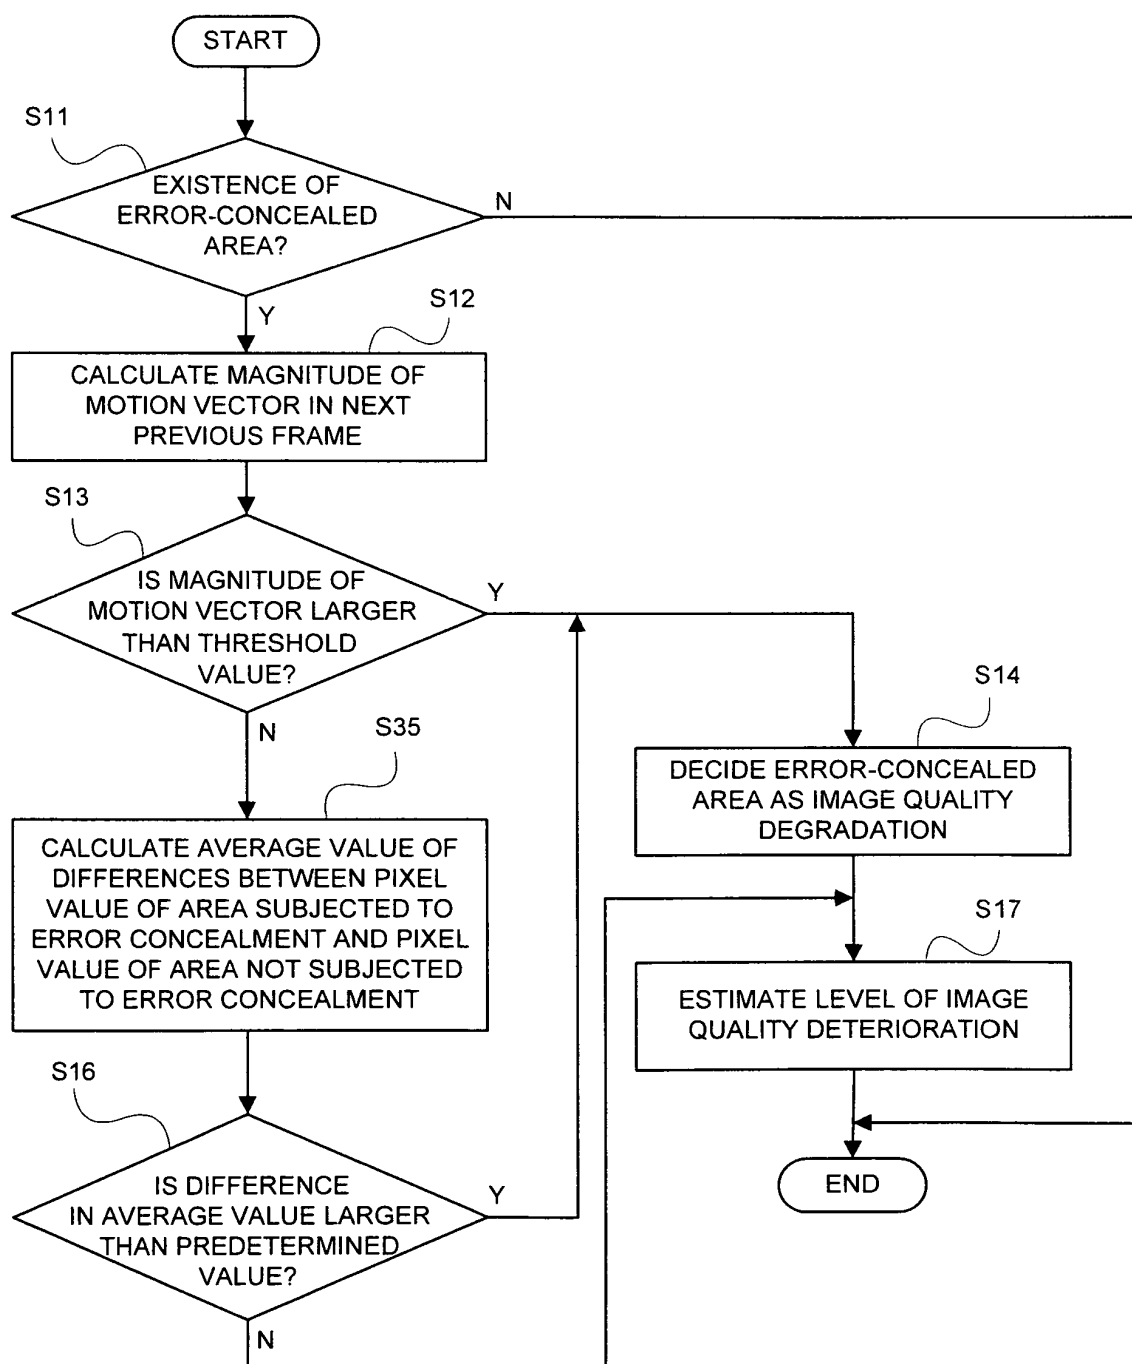 START
S11
EXISTENCE OF
ERROR-CONCEALED
AREA?
N
Y
S12
CALCULATE MAGNITUDE OF
MOTION VECTOR IN NEXT
PREVIOUS FRAME
S13
IS MAGNITUDE OF
MOTION VECTOR LARGER
THAN THRESHOLD
VALUE?
Y
N
S35
CALCULATE AVERAGE VALUE OF
DIFFERENCES BETWEEN PIXEL
VALUE OF AREA SUBJECTED TO
ERROR CONCEALMENT AND PIXEL
VALUE OF AREA NOT SUBJECTED
TO ERROR CONCEALMENT
S16
IS DIFFERENCE
IN AVERAGE VALUE LARGER
THAN PREDETERMINED
VALUE?
Y
N
S14
DECIDE ERROR-CONCEALED
AREA AS IMAGE QUALITY
DEGRADATION
S17
ESTIMATE LEVEL OF IMAGE
QUALITY DETERIORATION
END